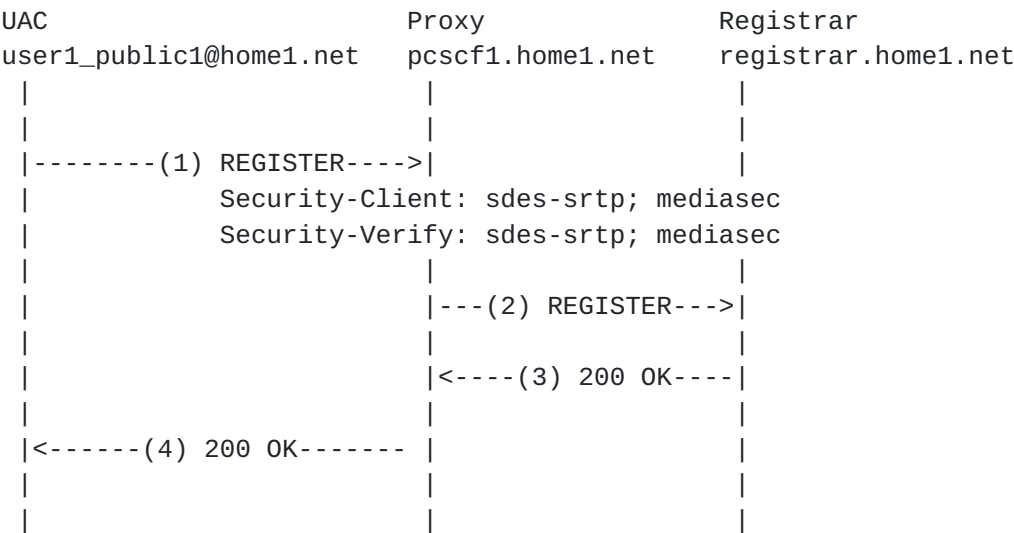 UAC Proxy Registrar
user1_public1@home1.net pcscf1.home1.net registrar.home1.net
|--------(1) REGISTER---->| |
| Security-Client: sdes-srtp; mediasec
| Security-Verify: sdes-srtp; mediasec
| |---(2) REGISTER--->|
| |<----(3) 200 OK----|
|<------(4) 200 OK------- | |